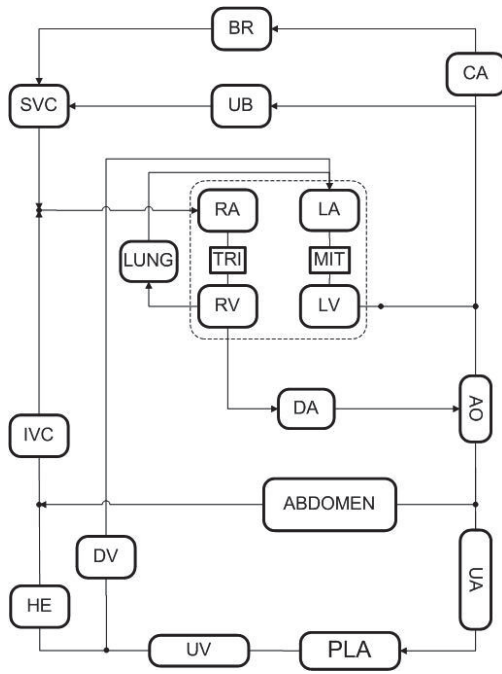 BR
CA
SVC
UB
RA
LA
LUNG
TRI
MIT
RV
LV
DA
AO
IVC
ABDOMEN
DV
UA
HE
UV
PLA